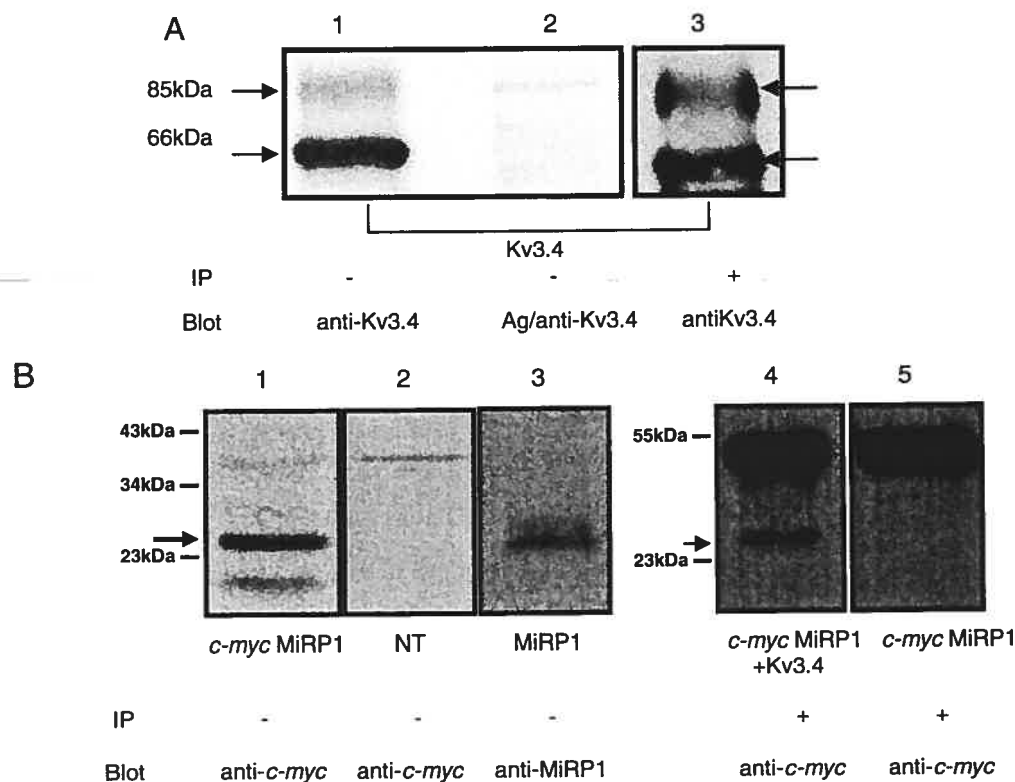 A
1 2 3
85kDa
66kDa
Kv3.4
IP - - +
Blot anti-Kv3.4 Ag/anti-Kv3.4 antiKv3.4
B
1 2 3 4 5
43kDa
34kDa
23kDa
55kDa
23kDa
c-myc MiRP1 NT MiRP1 c-myc MiRP1 +Kv3.4 c-myc MiRP1
IP - - - + +
Blot anti-c-myc anti-c-myc anti-MiRP1 anti-c-myc anti-c-myc